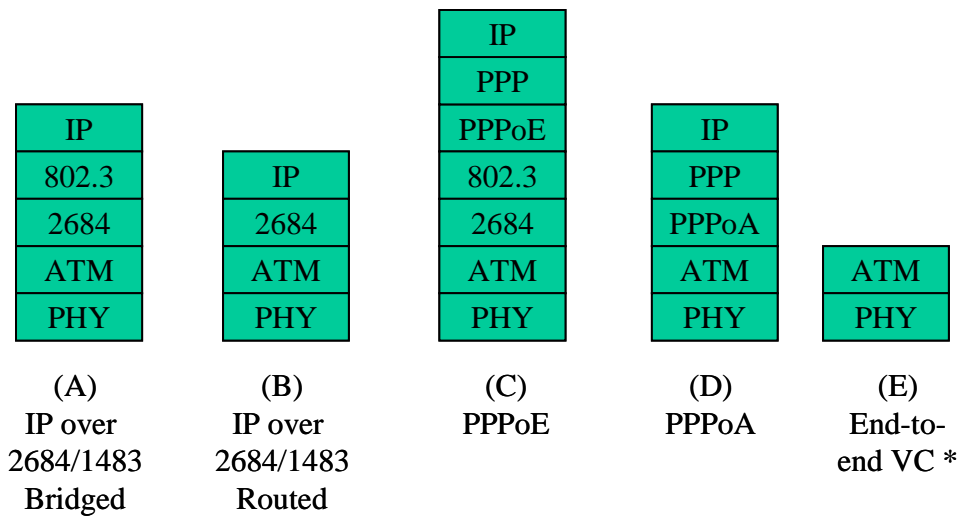 IP
802.3
2684
ATM
PHY
(A)
IP over
2684/1483
Bridged
IP
2684
ATM
PHY
(B)
IP over
2684/1483
Routed
IP
PPP
PPPoE
802.3
2684
ATM
PHY
(C)
PPPoE
IP
PPP
PPPoA
ATM
PHY
(D)
PPPoA
ATM
PHY
(E)
End-to-
end VC *